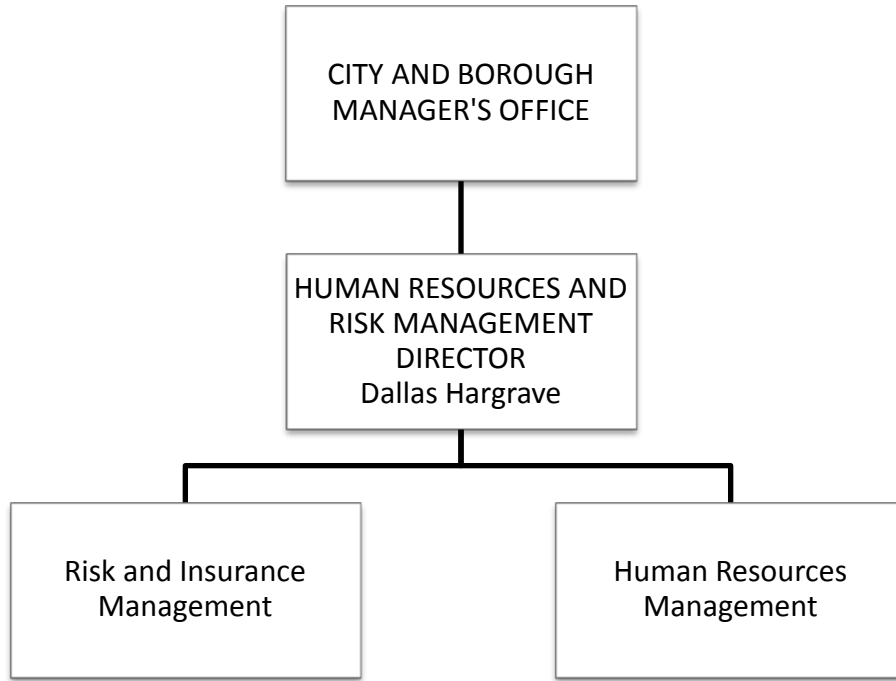 CITY AND BOROUGH
MANAGER'S OFFICE
HUMAN RESOURCES AND
RISK MANAGEMENT
DIRECTOR
Dallas Hargrave
Risk and Insurance
Management
Human Resources
Management